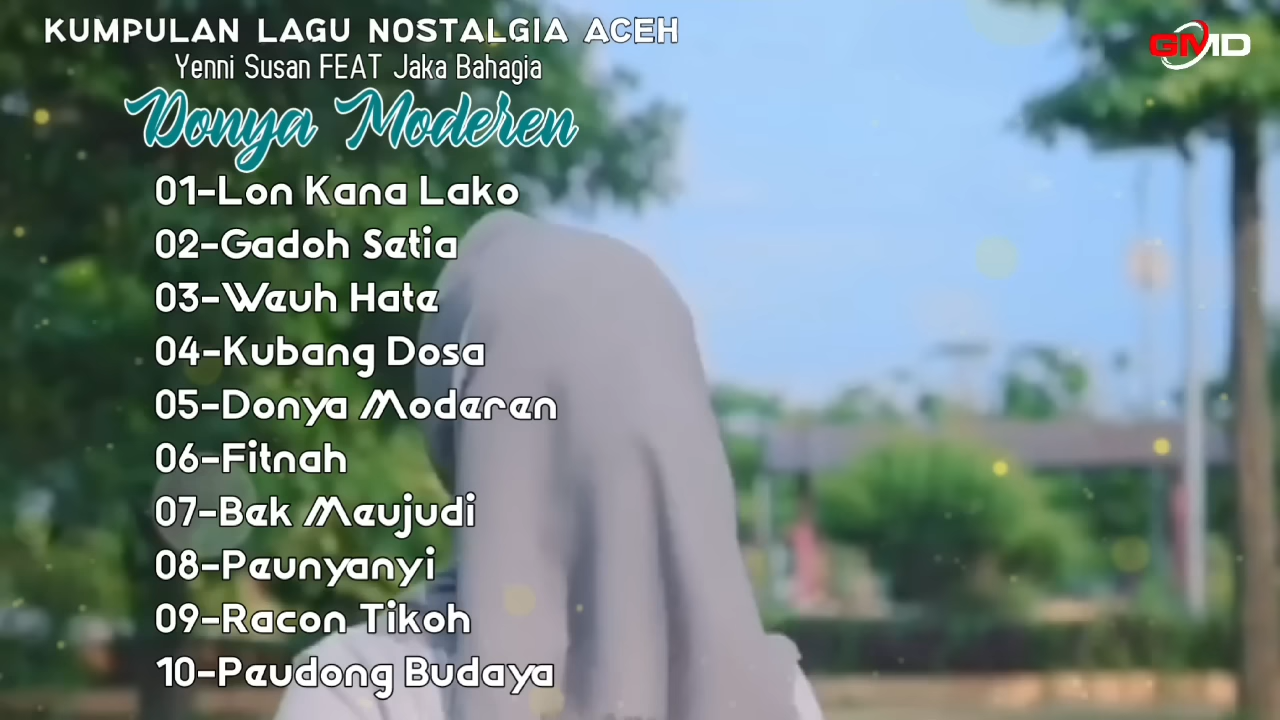 KUMPULAN LAGU NOSTALGIA ACEH
GMD
Yenni Susan FEAT Jaka Bahagia
Donya Moderen
01-Lon Kana Lako
02-Gadoh Setia
03-Weuh Hate
04-Kubang Dosa
05-Donya Moderen
06-Fitnah
07-Bek Meujudi
08-Peunyanyi
09-Racon Tikoh
10-Peudong Budaya